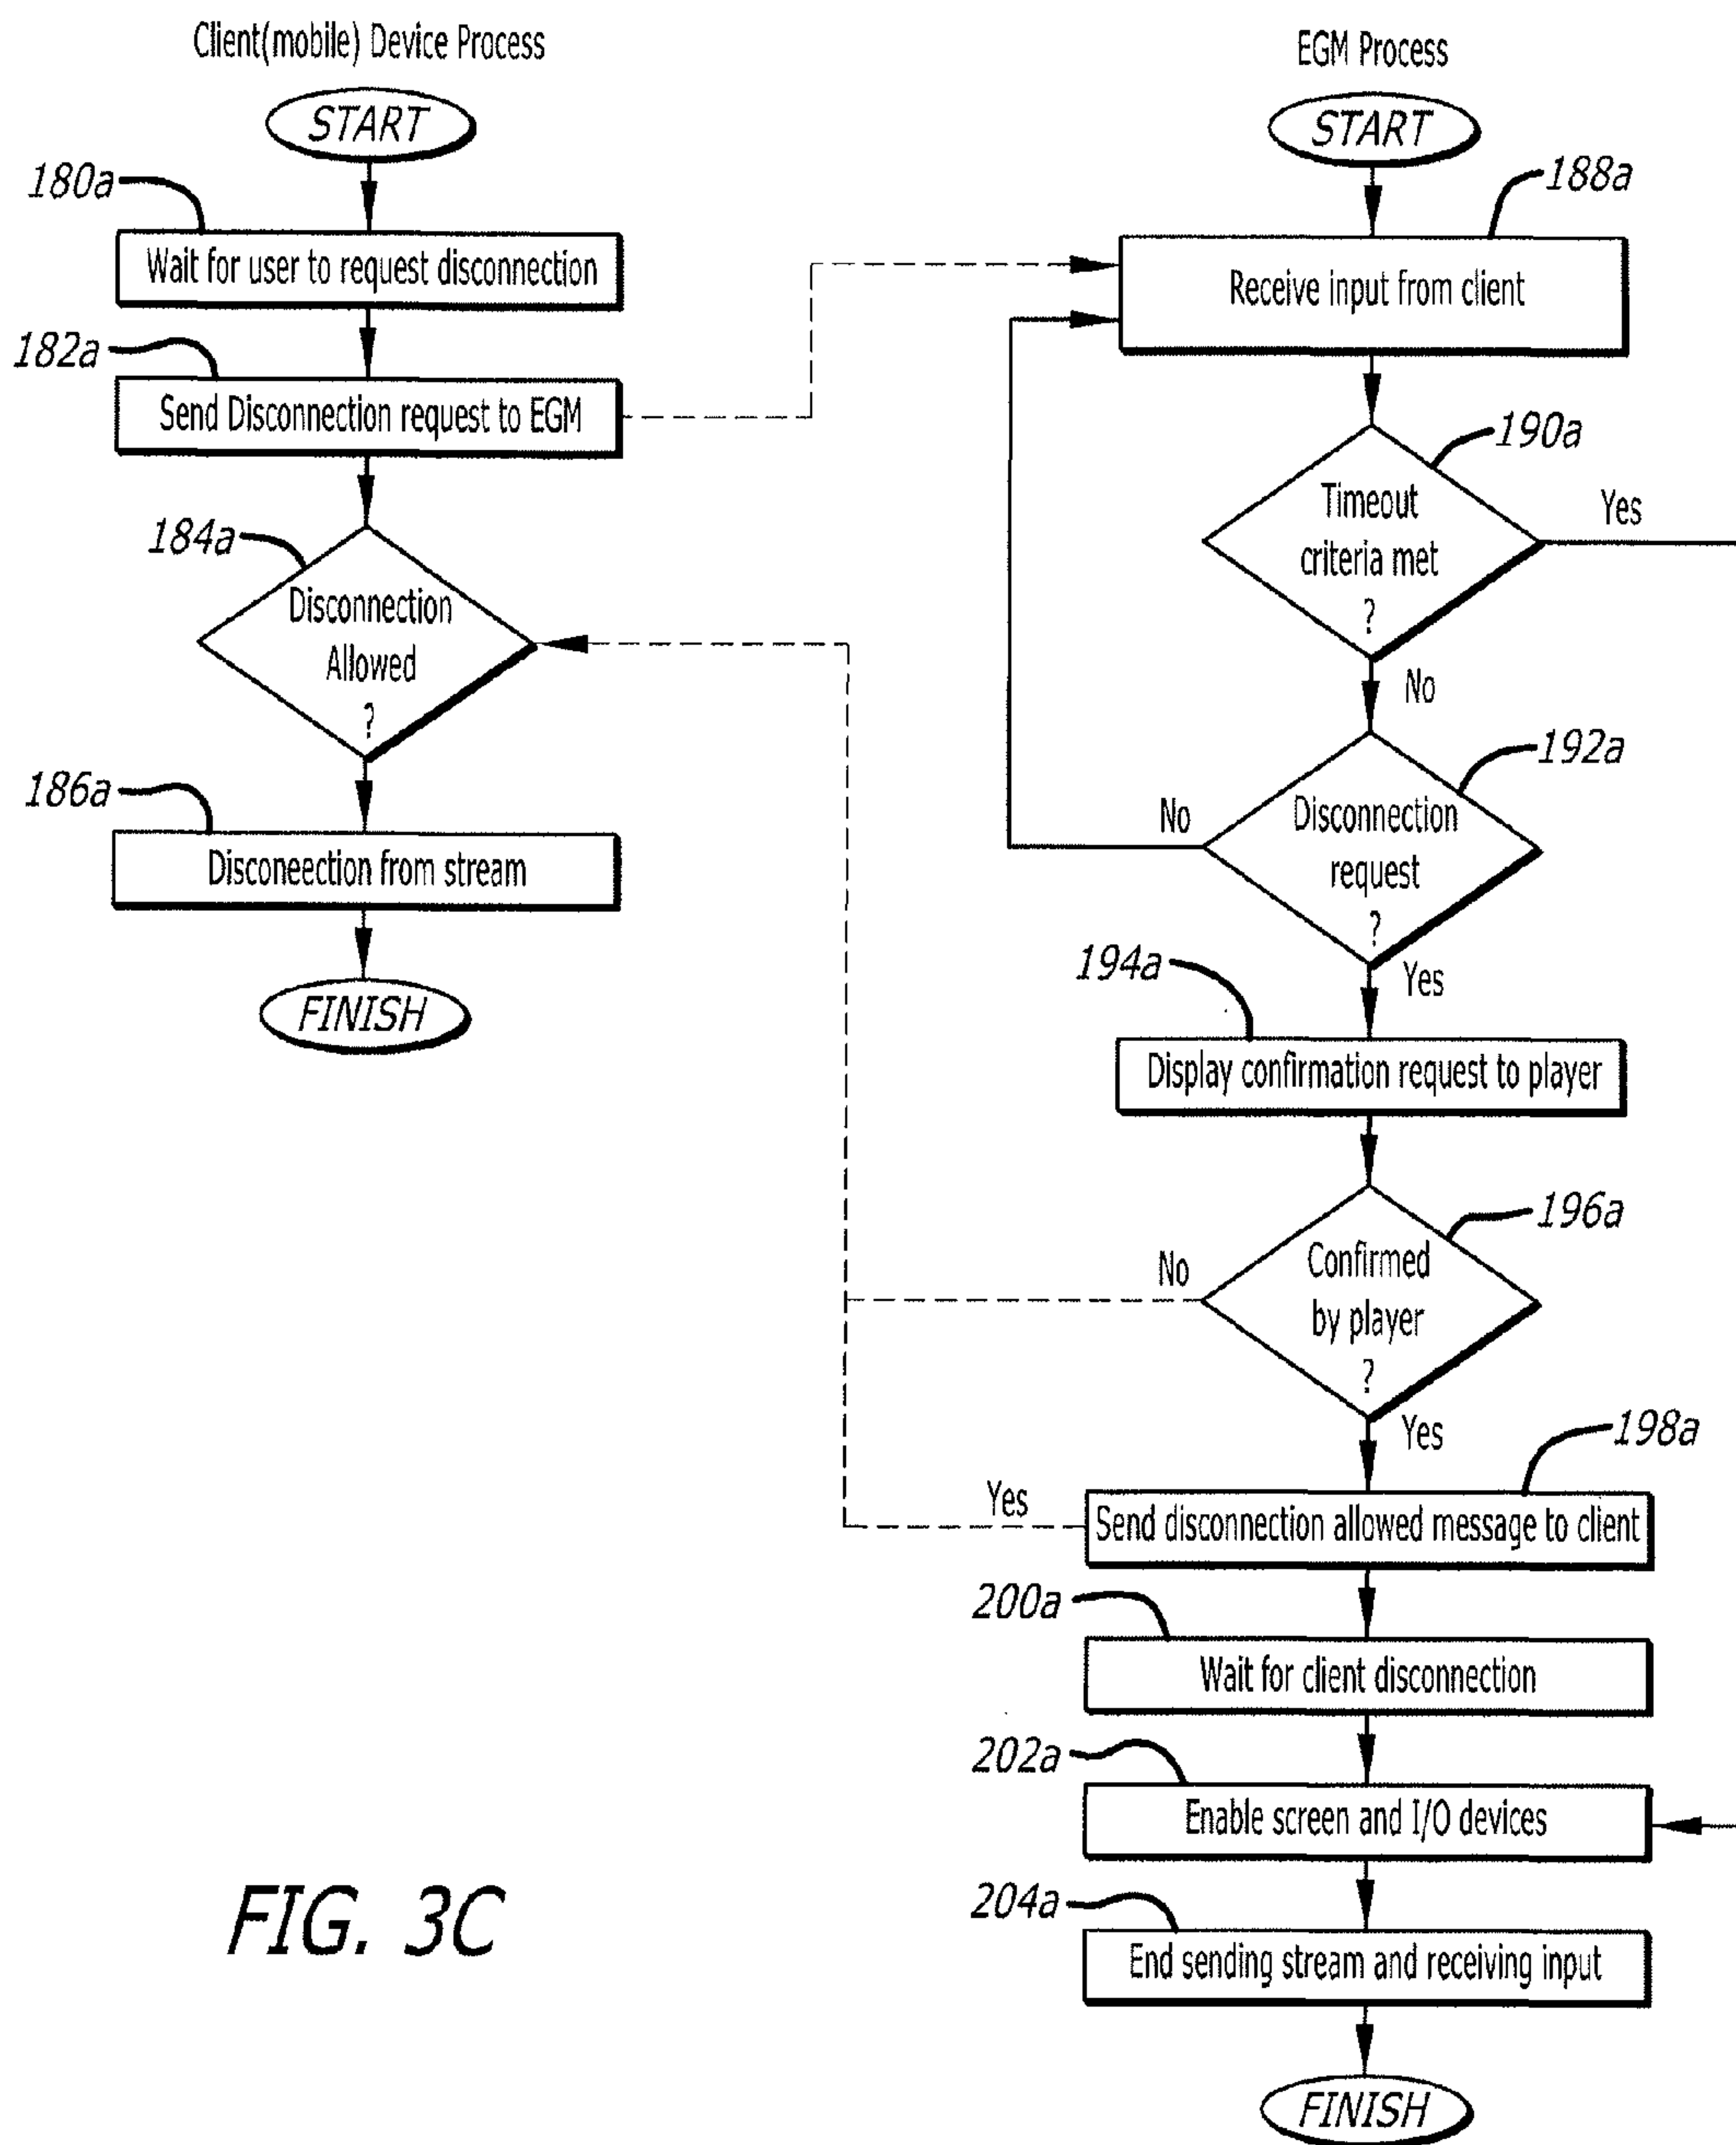 Client(mobile) Device Process
START
180a
Wait for user to request disconnection
182a
Send Disconnection request to EGM
184a
Disconnection
Allowed
?
186a
Disconeection from stream
FINISH
EGM Process
START
188a
Receive input from client
190a
Timeout
criteria met
?
Yes
No
192a
Disconnection
request
?
No
Yes
194a
Display confirmation request to player
196a
Confirmed
by player
?
No
Yes
198a
Send disconnection allowed message to client
Yes
200a
Wait for client disconnection
202a
Enable screen and I/O devices
204a
End sending stream and receiving input
FINISH
FIG. 3C